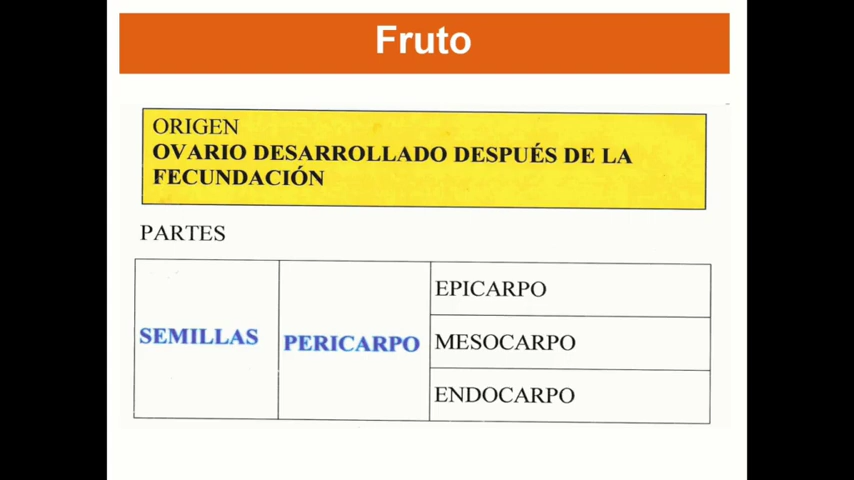 Fruto
ORIGEN
OVARIO DESARROLLADO DESPUÉS DE LA
FECUNDACIÓN
PARTES
SEMILLAS
PERICARPO
EPICARPO
MESOCARPO
ENDOCARPO